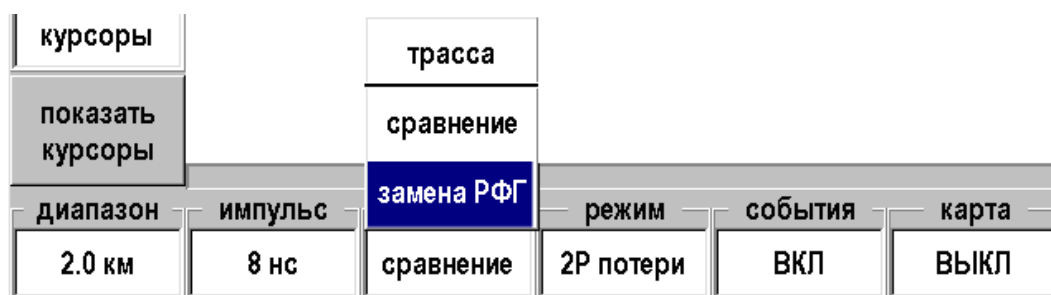 курсоры
трасса
показать
курсоры
сравнение
замена РФГ
диапазон
импульс
режим
события
карта
2.0 км
8 нс
сравнение
2Р потери
ВКЛ
ВЫКЛ